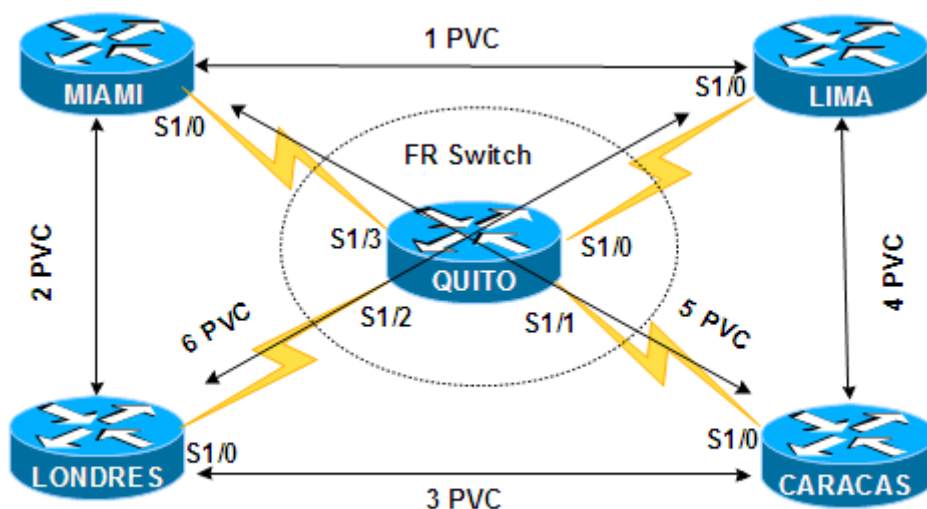 1 PVC
MIAMI
S1/0
LIMA
S1/0
FR Switch
2 PVC
S1/3
S1/0
QUITO
4 PVC
6 PVC
S1/2
S1/1
5 PVC
S1/0
S1/0
LONDRES
3 PVC
CARACAS